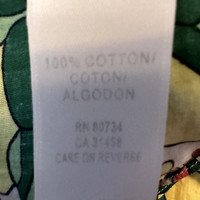 100% COTTON/
COTON/
ALGODON
RN 80734
CA 31458
CARE ON REVERSE